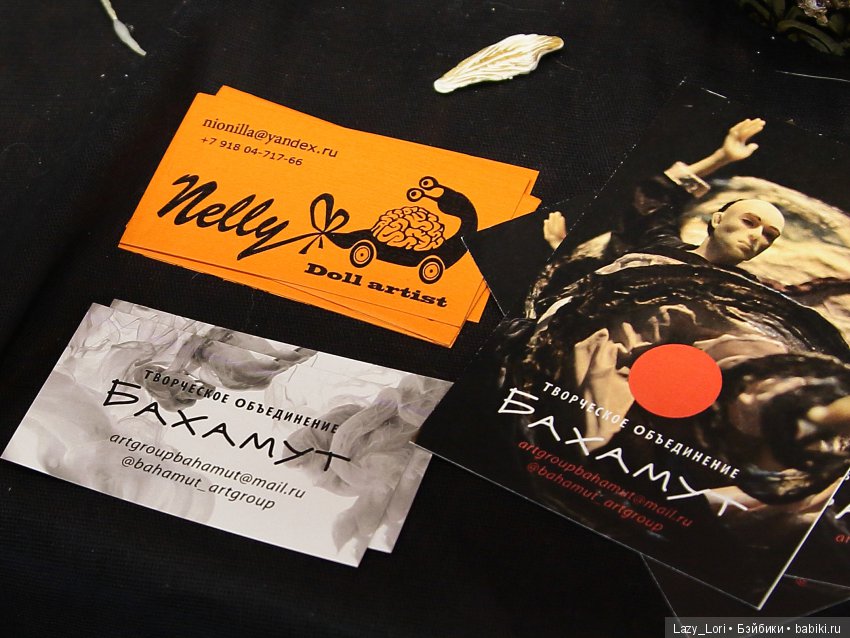 nionilla@yandex.ru
+7 918 04-717-66
Nelly
Doll artist
ТВОРЧЕСКОЕ ОБЪЕДИНЕНИЕ
БАХАМУТ
artgroupbahamut@mail.ru
@bahamut_artgroup
ТВОРЧЕСКОЕ ОБЪЕДИНЕНИЕ
БАХАМУТ
artgroupbahamut@mail.ru
@bahamut_artgroup
Lazy_Lori • Бэйбики • babiki.ru